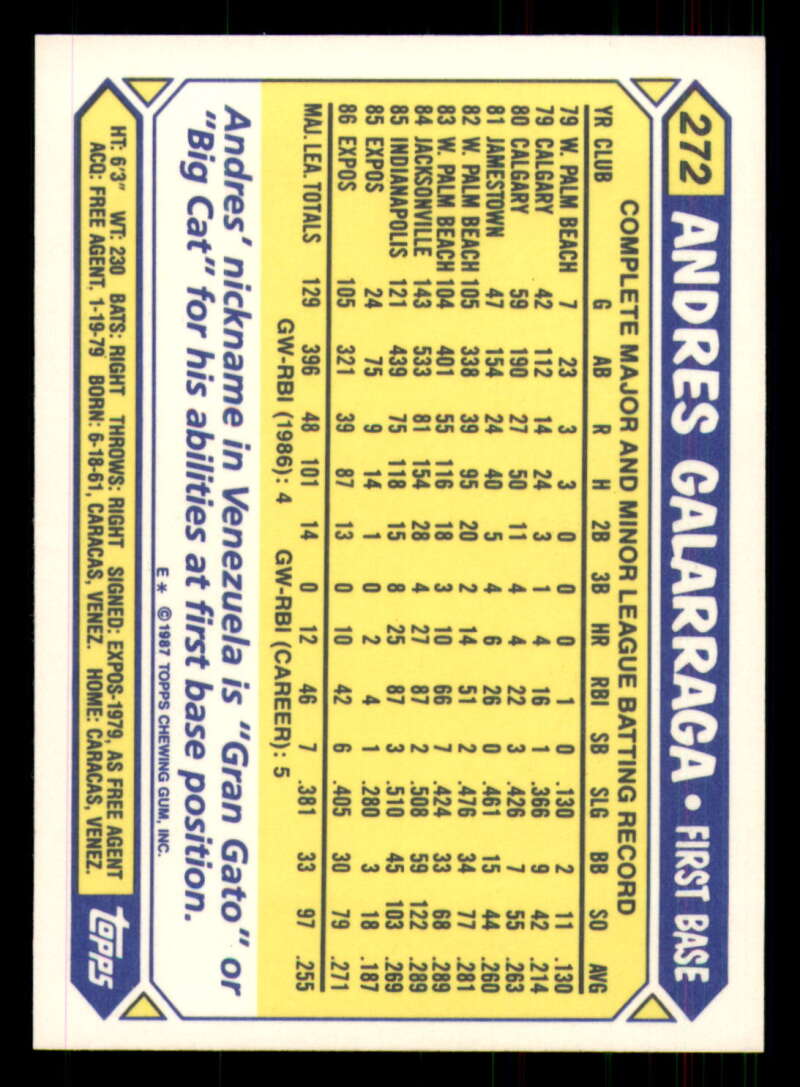 272 ANDRES GALARRAGA • FIRST BASE
COMPLETE MAJOR AND MINOR LEAGUE BATTING RECORD
YR CLUB G AB R H 2B 3B HR RBI SB SLG BB SO AVG
79 W. PALM BEACH 7 23 3 3 0 0 0 1 0 .130 2 11 .130
79 CALGARY 42 112 14 24 3 1 4 16 1 .366 9 42 .214
80 CALGARY 59 190 27 50 11 4 4 22 3 .426 7 55 .263
81 JAMESTOWN 47 154 24 40 5 4 6 26 0 .461 15 44 .260
82 W. PALM BEACH 105 338 39 95 20 2 14 51 2 .476 34 77 .281
83 W. PALM BEACH 104 401 55 116 18 3 10 66 7 .424 33 68 .289
84 JACKSONVILLE 143 533 81 154 28 4 27 87 2 .508 59 122 .289
85 INDIANAPOLIS 121 439 75 118 15 8 25 87 3 .510 45 103 .269
85 EXPOS 24 75 9 14 1 0 2 4 1 .280 3 18 .187
86 EXPOS 105 321 39 87 13 0 10 42 6 .405 30 79 .271
MAJ. LEA. TOTALS 129 396 48 101 14 0 12 46 7 .381 33 97 .255
GW-RBI (1986): 4 GW-RBI (CAREER): 5
Andres' nickname in Venezuela is "Gran Gato" or
"Big Cat" for his abilities at first base position.
E* ©1987 TOPPS CHEWING GUM, INC.
HT: 6'3" WT: 230 BATS: RIGHT THROWS: RIGHT SIGNED: EXPOS-1979, AS FREE AGENT
ACQ: FREE AGENT, 1-19-79 BORN: 6-18-61, CARACAS, VENEZ. HOME: CARACAS, VENEZ.
topps